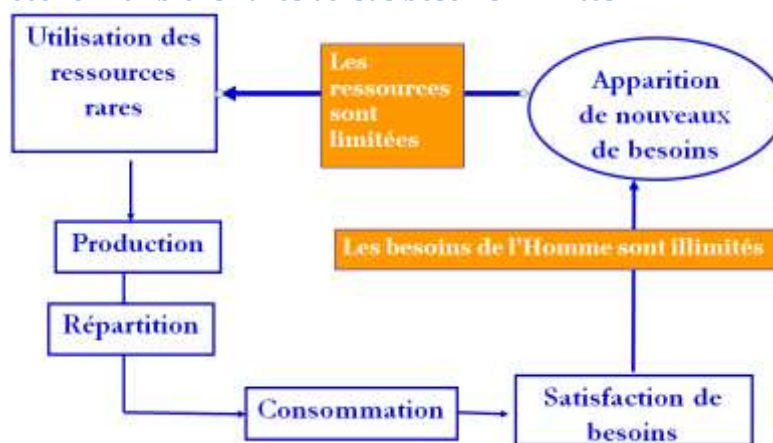 Utilisation des
ressources
rares
Les
ressources
sont
limitées
Apparition
de nouveaux
de besoins
Production
Les besoins de l'Homme sont illimités
Répartition
Consommation
Satisfaction de
besoins